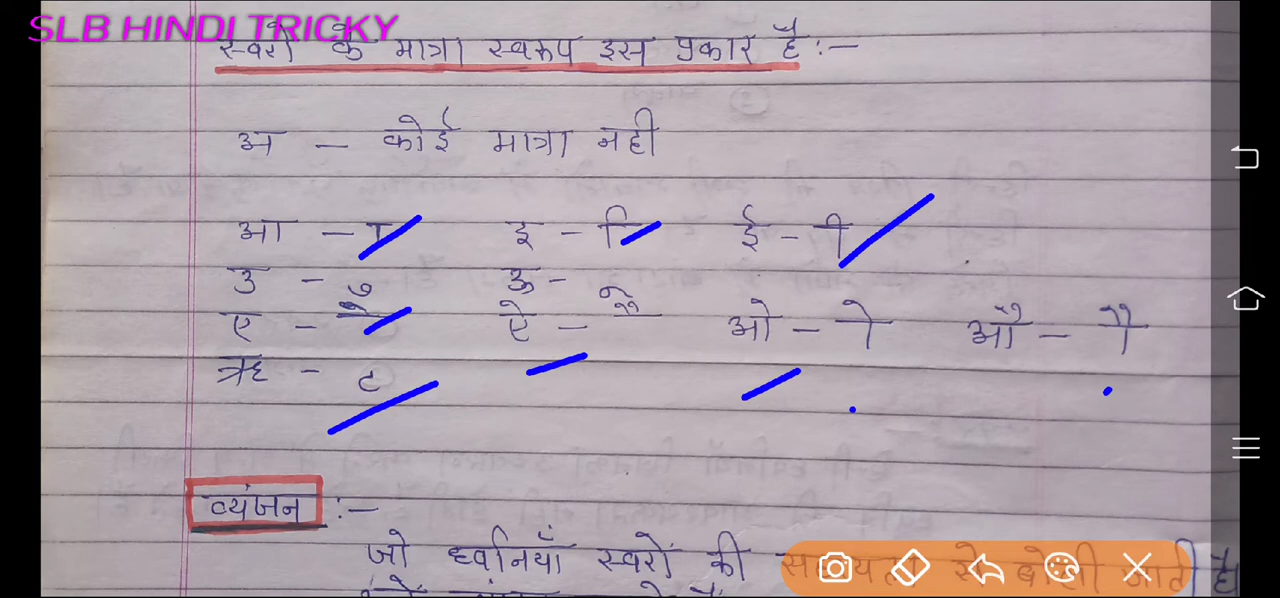 SLB HINDI TRICKY
स्वरों के मात्रा स्वरूप इस प्रकार है :-
अ - कोई मात्रा नही
आ - ा इ - ि ई - ी
उ - ु ऊ - ू
ए - े ऐ - ै ओ - ो औ - ौ
ऋ - ृ
व्यंजन :-
जो ध्वनियाँ स्वरों की सहायता से बोली जाती है